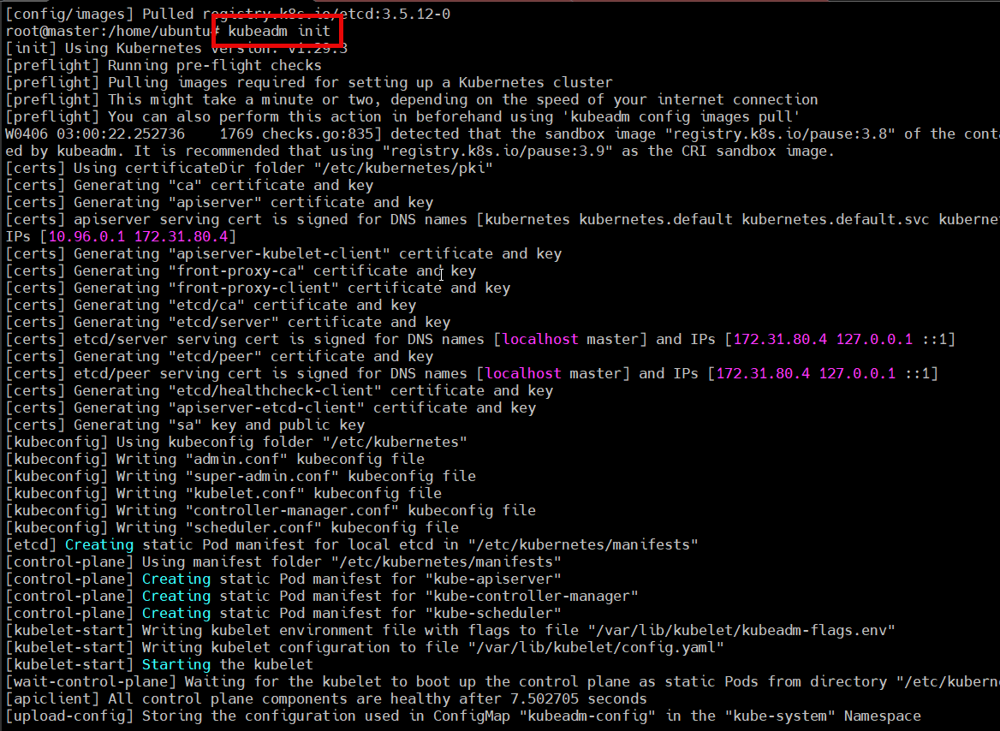 [config/images] Pulled registry.k8s.io/etcd:3.5.12-0
root@master:/home/ubuntu# kubeadm init
[init] Using Kubernetes version: v1.29.3
[preflight] Running pre-flight checks
[preflight] Pulling images required for setting up a Kubernetes cluster
[preflight] This might take a minute or two, depending on the speed of your internet connection
[preflight] You can also perform this action in beforehand using 'kubeadm config images pull'
W0406 03:00:22.252736    1769 checks.go:835] detected that the sandbox image "registry.k8s.io/pause:3.8" of the conta
ed by kubeadm. It is recommended that using "registry.k8s.io/pause:3.9" as the CRI sandbox image.
[certs] Using certificateDir folder "/etc/kubernetes/pki"
[certs] Generating "ca" certificate and key
[certs] Generating "apiserver" certificate and key
[certs] apiserver serving cert is signed for DNS names [kubernetes kubernetes.default kubernetes.default.svc kuberne
IPs [10.96.0.1 172.31.80.4]
[certs] Generating "apiserver-kubelet-client" certificate and key
[certs] Generating "front-proxy-ca" certificate and key
[certs] Generating "front-proxy-client" certificate and key
[certs] Generating "etcd/ca" certificate and key
[certs] Generating "etcd/server" certificate and key
[certs] etcd/server serving cert is signed for DNS names [localhost master] and IPs [172.31.80.4 127.0.0.1 ::1]
[certs] Generating "etcd/peer" certificate and key
[certs] etcd/peer serving cert is signed for DNS names [localhost master] and IPs [172.31.80.4 127.0.0.1 ::1]
[certs] Generating "etcd/healthcheck-client" certificate and key
[certs] Generating "apiserver-etcd-client" certificate and key
[certs] Generating "sa" key and public key
[kubeconfig] Using kubeconfig folder "/etc/kubernetes"
[kubeconfig] Writing "admin.conf" kubeconfig file
[kubeconfig] Writing "super-admin.conf" kubeconfig file
[kubeconfig] Writing "kubelet.conf" kubeconfig file
[kubeconfig] Writing "controller-manager.conf" kubeconfig file
[kubeconfig] Writing "scheduler.conf" kubeconfig file
[etcd] Creating static Pod manifest for local etcd in "/etc/kubernetes/manifests"
[control-plane] Using manifest folder "/etc/kubernetes/manifests"
[control-plane] Creating static Pod manifest for "kube-apiserver"
[control-plane] Creating static Pod manifest for "kube-controller-manager"
[control-plane] Creating static Pod manifest for "kube-scheduler"
[kubelet-start] Writing kubelet environment file with flags to file "/var/lib/kubelet/kubeadm-flags.env"
[kubelet-start] Writing kubelet configuration to file "/var/lib/kubelet/config.yaml"
[kubelet-start] Starting the kubelet
[wait-control-plane] Waiting for the kubelet to boot up the control plane as static Pods from directory "/etc/kubern
[apiclient] All control plane components are healthy after 7.502705 seconds
[upload-config] Storing the configuration used in ConfigMap "kubeadm-config" in the "kube-system" Namespace